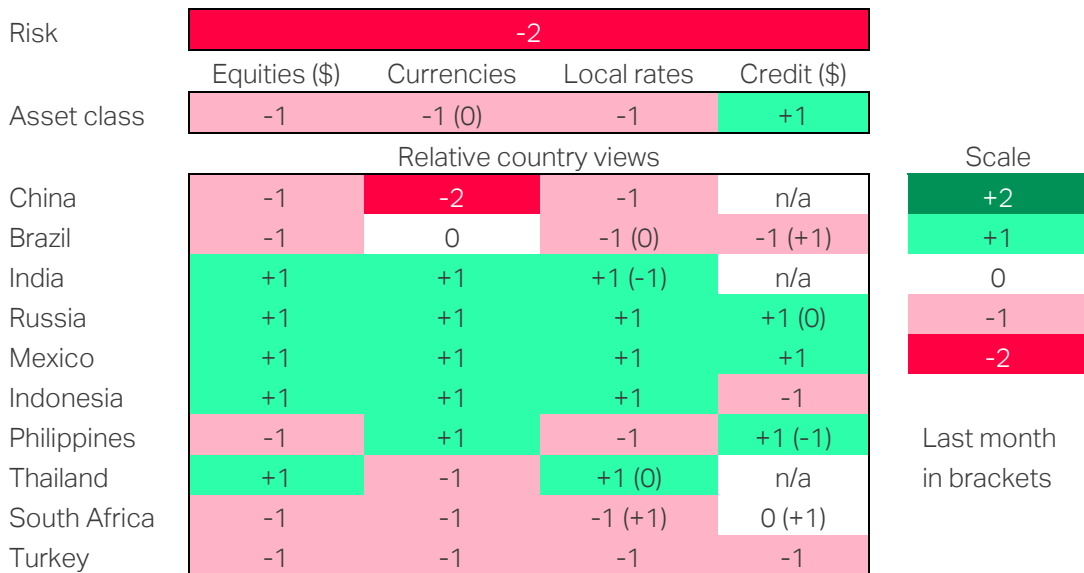 Risk -2
Equities ($) Currencies Local rates Credit ($)
Asset class -1 -1 (0) -1 +1
Relative country views Scale
China -1 -2 -1 n/a +2
Brazil -1 0 -1 (0) -1 (+1) +1
India +1 +1 +1 (-1) n/a 0
Russia +1 +1 +1 +1 (0) -1
Mexico +1 +1 +1 +1 -2
Indonesia +1 +1 +1 -1
Philippines -1 +1 -1 +1 (-1) Last month
Thailand +1 -1 +1 (0) n/a in brackets
South Africa -1 -1 -1 (+1) 0 (+1)
Turkey -1 -1 -1 -1